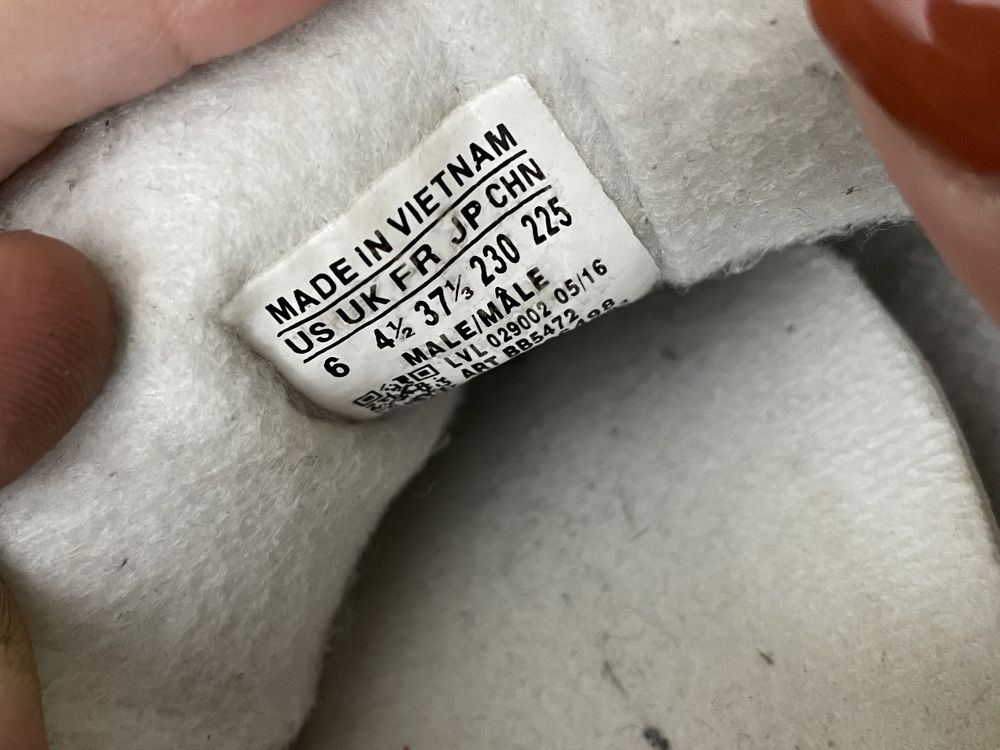 MADE IN VIETNAM
US UK FR JP CHN
6 4½ 37⅓ 230 225
MALE/MÂLE
LVL 029002 05/16
ART BB5472